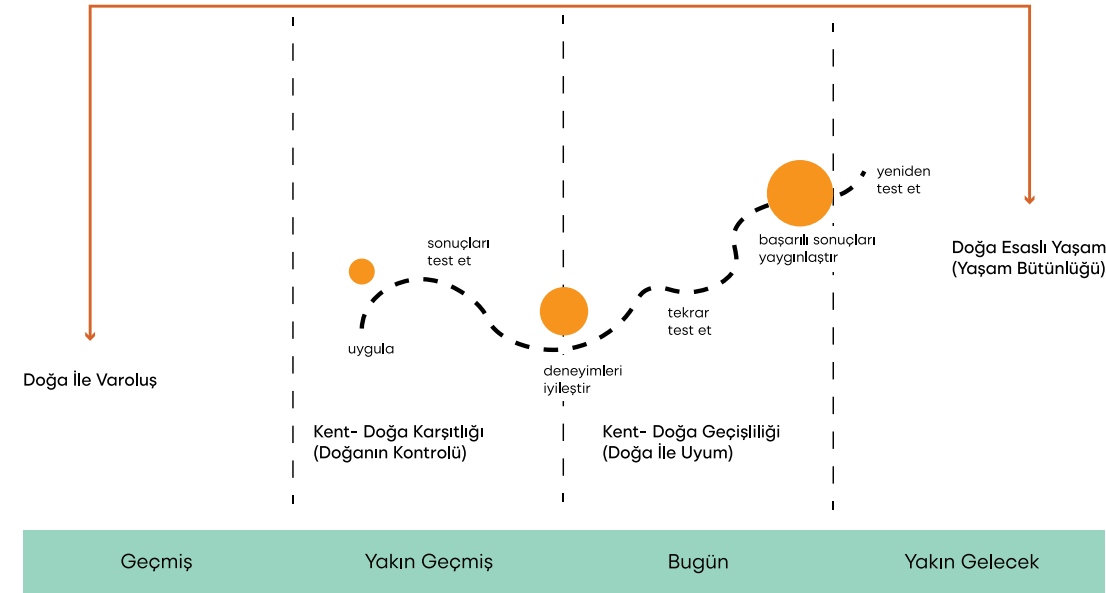 yeniden
test et
sonuçları
test et
başarılı sonuçları
yaygınlaştır
Doğa Esaslı Yaşam
(Yaşam Bütünlüğü)
tekrar
test et
uygula
deneyimleri
iyileştir
Doğa İle Varoluş
Kent- Doğa Karşıtlığı
(Doğanın Kontrolü)
Kent- Doğa Geçişliliği
(Doğa İle Uyum)
Geçmiş
Yakın Geçmiş
Bugün
Yakın Gelecek